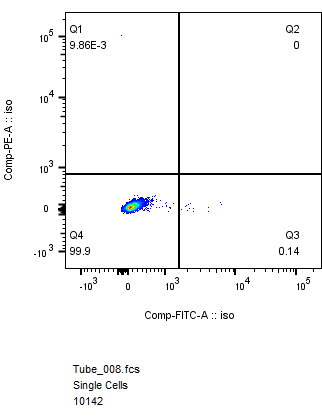 Comp-PE-A :: iso
Q1
9.86E-3
Q2
0
10^5
10^4
10^3
0
-10^3
Q4
99.9
Q3
0.14
-10^3
0
10^3
10^4
10^5
Comp-FITC-A :: iso
Tube_008.fcs
Single Cells
10142